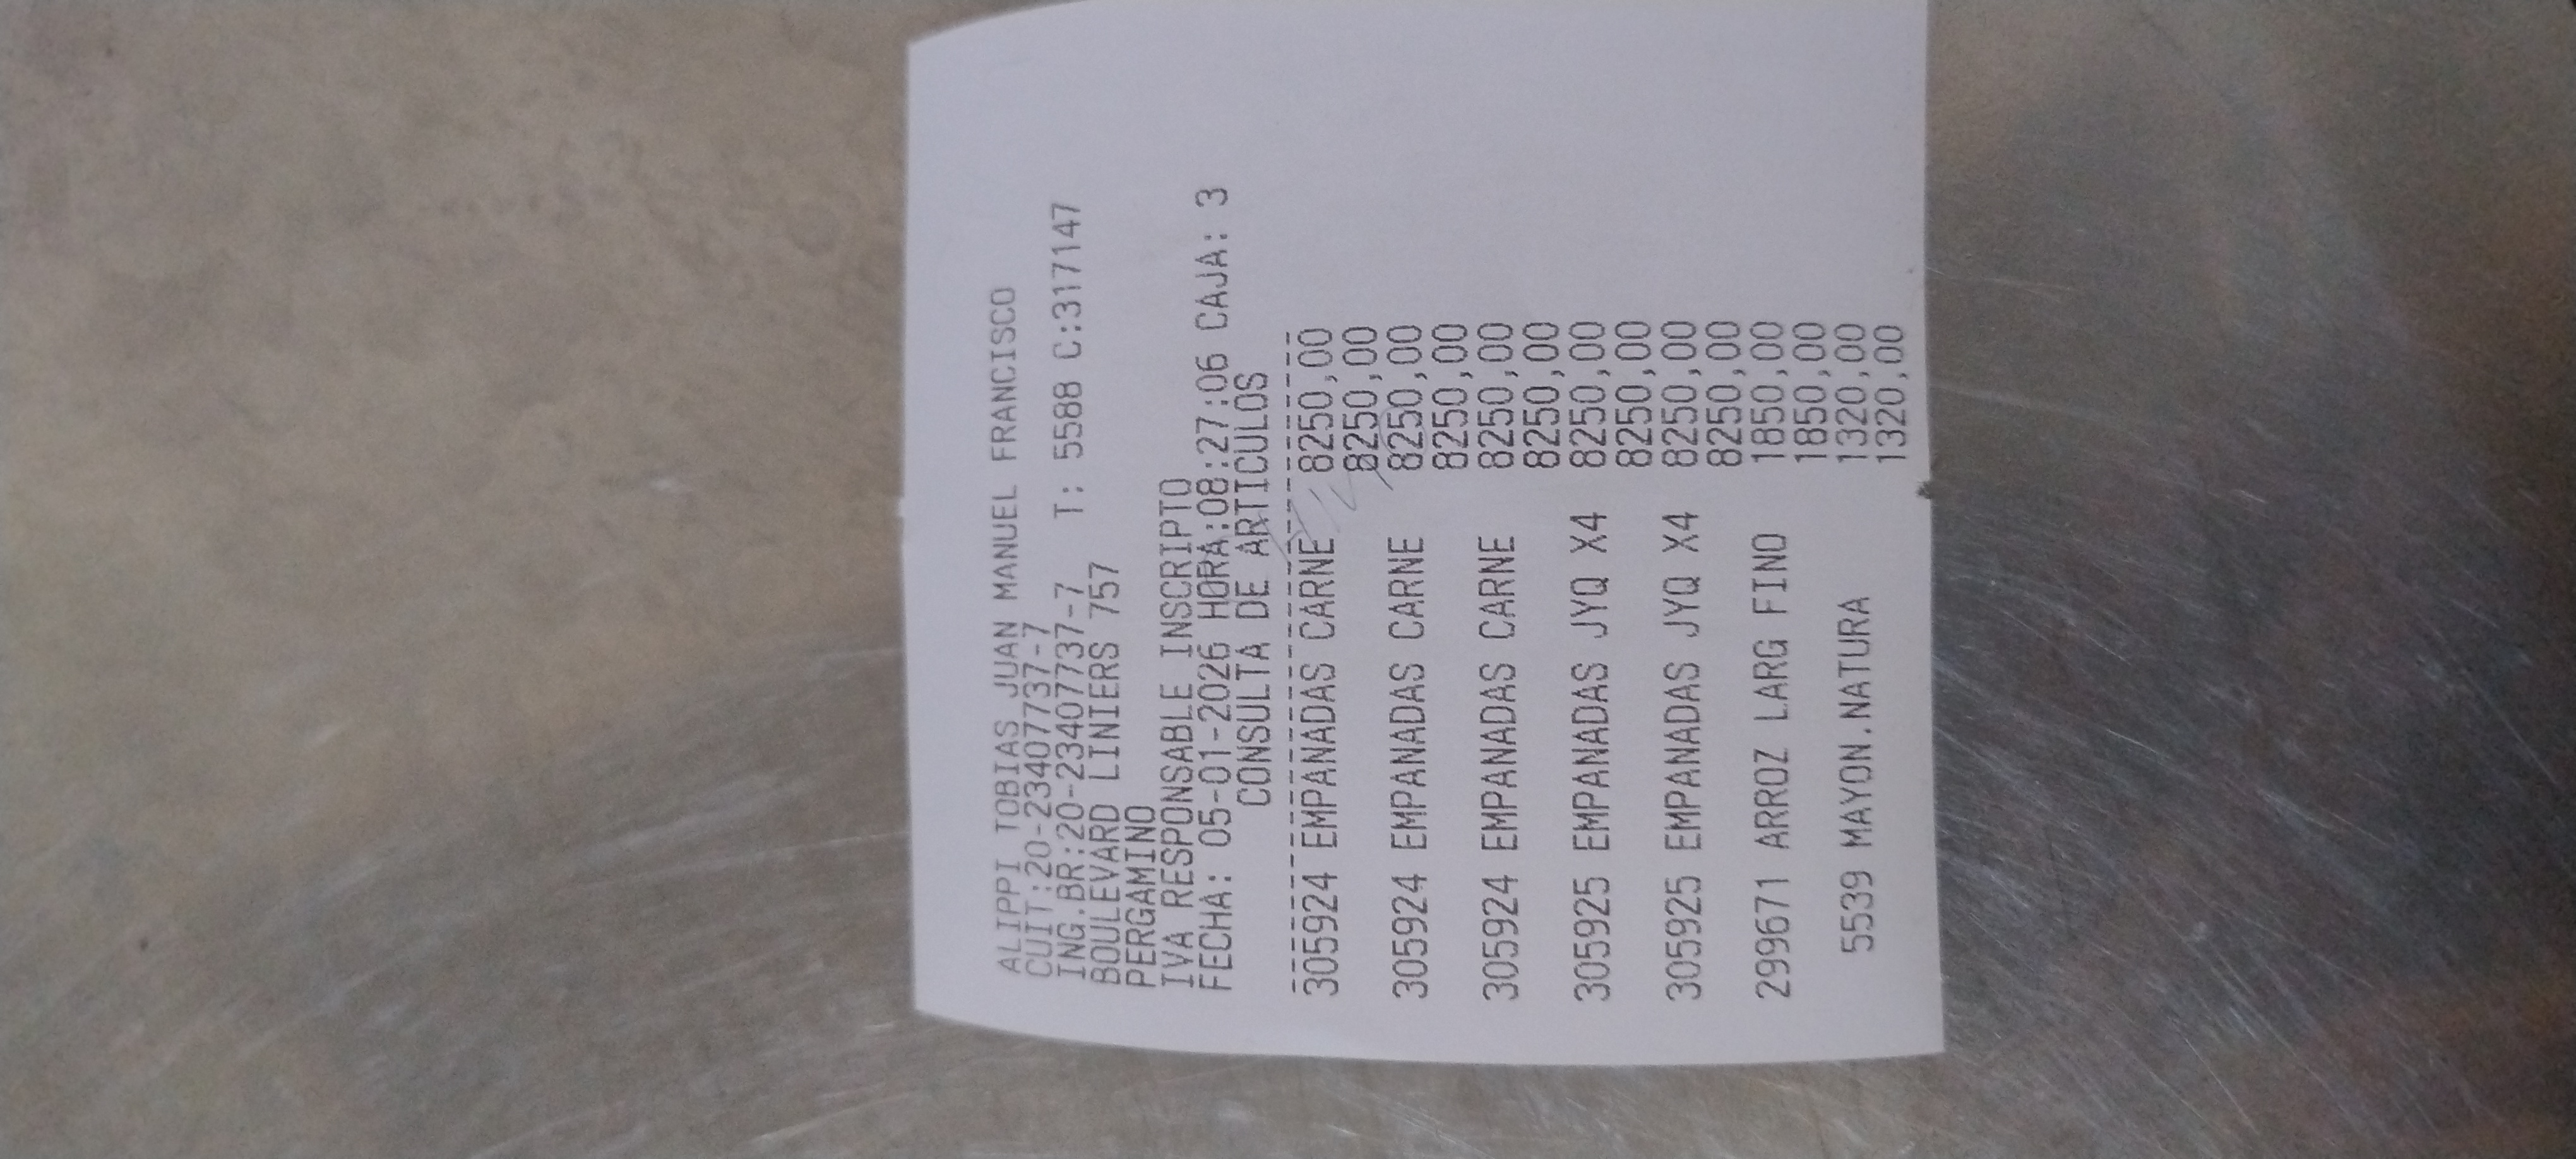 ALIPPI TOBIAS JUAN MANUEL FRANCISCO
CUIT:20-23407737-7
ING.BR:20-23407737-7 T: 5588 C:317147
BOULEVARD LINIERS 757
PERGAMINO
IVA RESPONSABLE INSCRIPTO
FECHA: 05-01-2026 HORA:08:27:06 CAJA: 3
CONSULTA DE ARTICULOS
305924 EMPANADAS CARNE 8250,00
8250,00
305924 EMPANADAS CARNE 8250,00
8250,00
305924 EMPANADAS CARNE 8250,00
8250,00
305925 EMPANADAS JYQ X4 8250,00
8250,00
305925 EMPANADAS JYQ X4 8250,00
8250,00
299671 ARROZ LARG FINO 1850,00
1850,00
5539 MAYON.NATURA 1320,00
1320,00